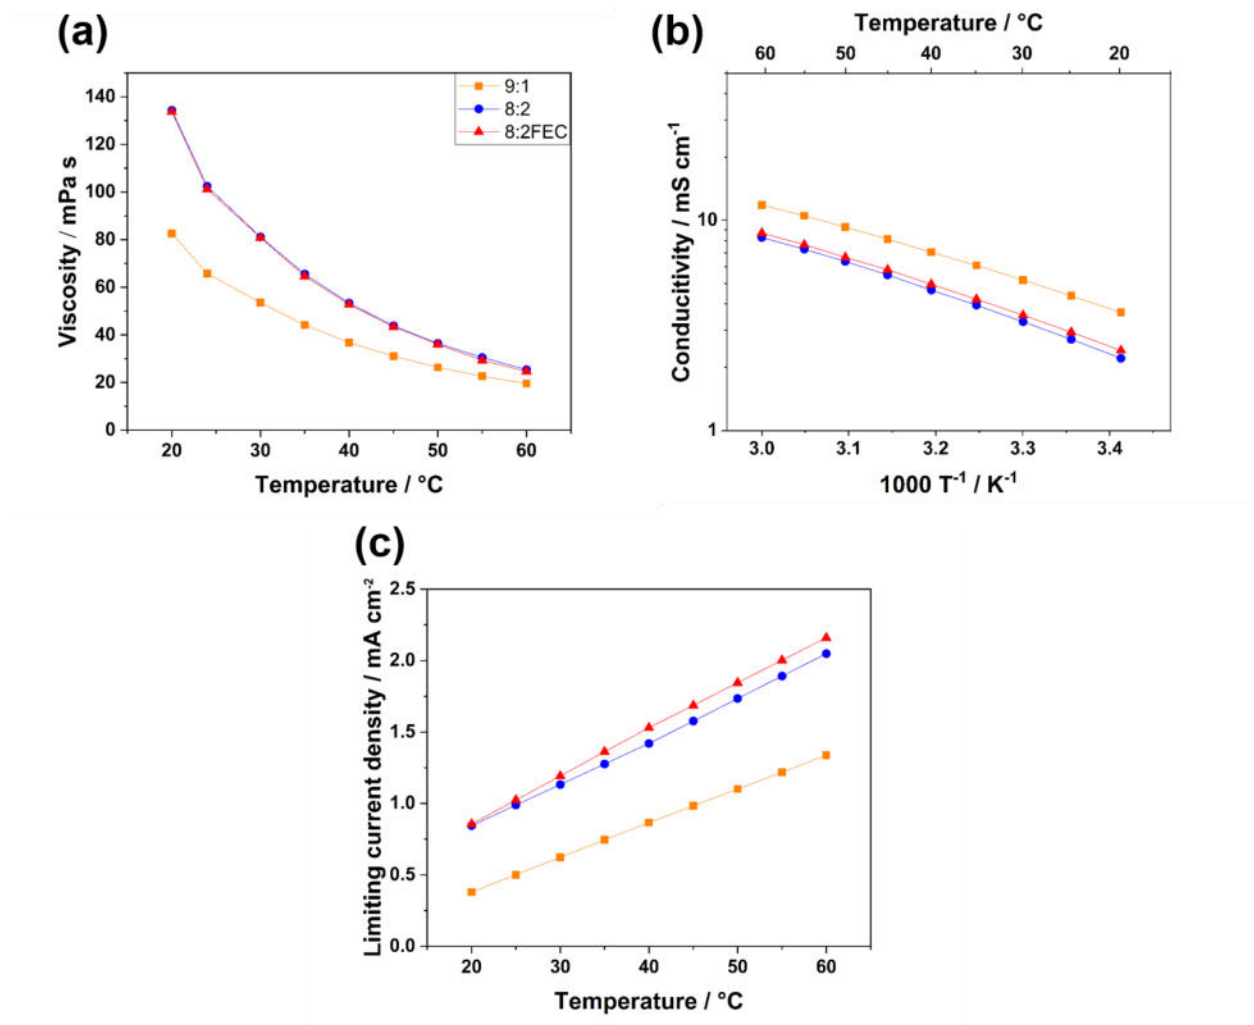 (a)
Viscosity / mPa s
140
120
100
80
60
40
20
0
20 30 40 50 60
Temperature / °C
9:1
8:2
8:2FEC
(b)
Temperature / °C
60 50 40 30 20
Conducitivity / mS cm⁻¹
10
1
3.0 3.1 3.2 3.3 3.4
1000 T⁻¹ / K⁻¹
(c)
Limiting current density / mA cm⁻²
2.5
2.0
1.5
1.0
0.5
0.0
20 30 40 50 60
Temperature / °C